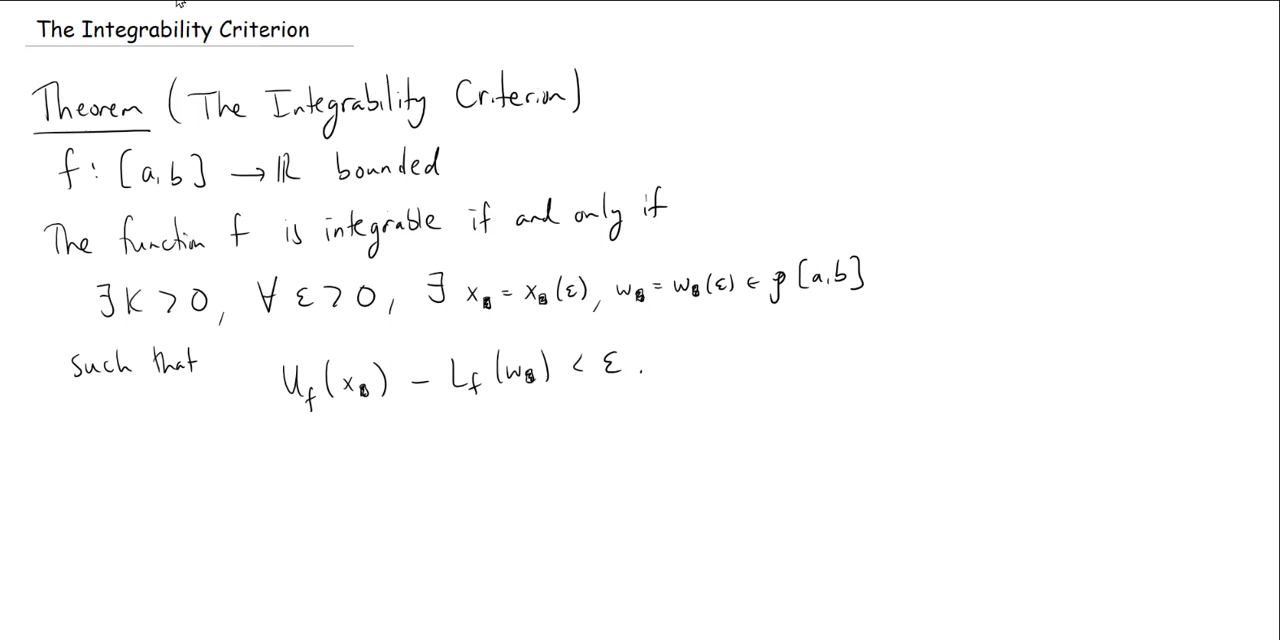 The Integrability Criterion
Theorem (The Integrability Criterion)
f : [a, b] → ℝ bounded
The function f is integrable if and only if
∃ K > 0, ∀ ε > 0, ∃ x = x (ε), w = w (ε) ∈ 𝒫 [a, b]
such that U_f (x ) − L_f (w ) < ε .